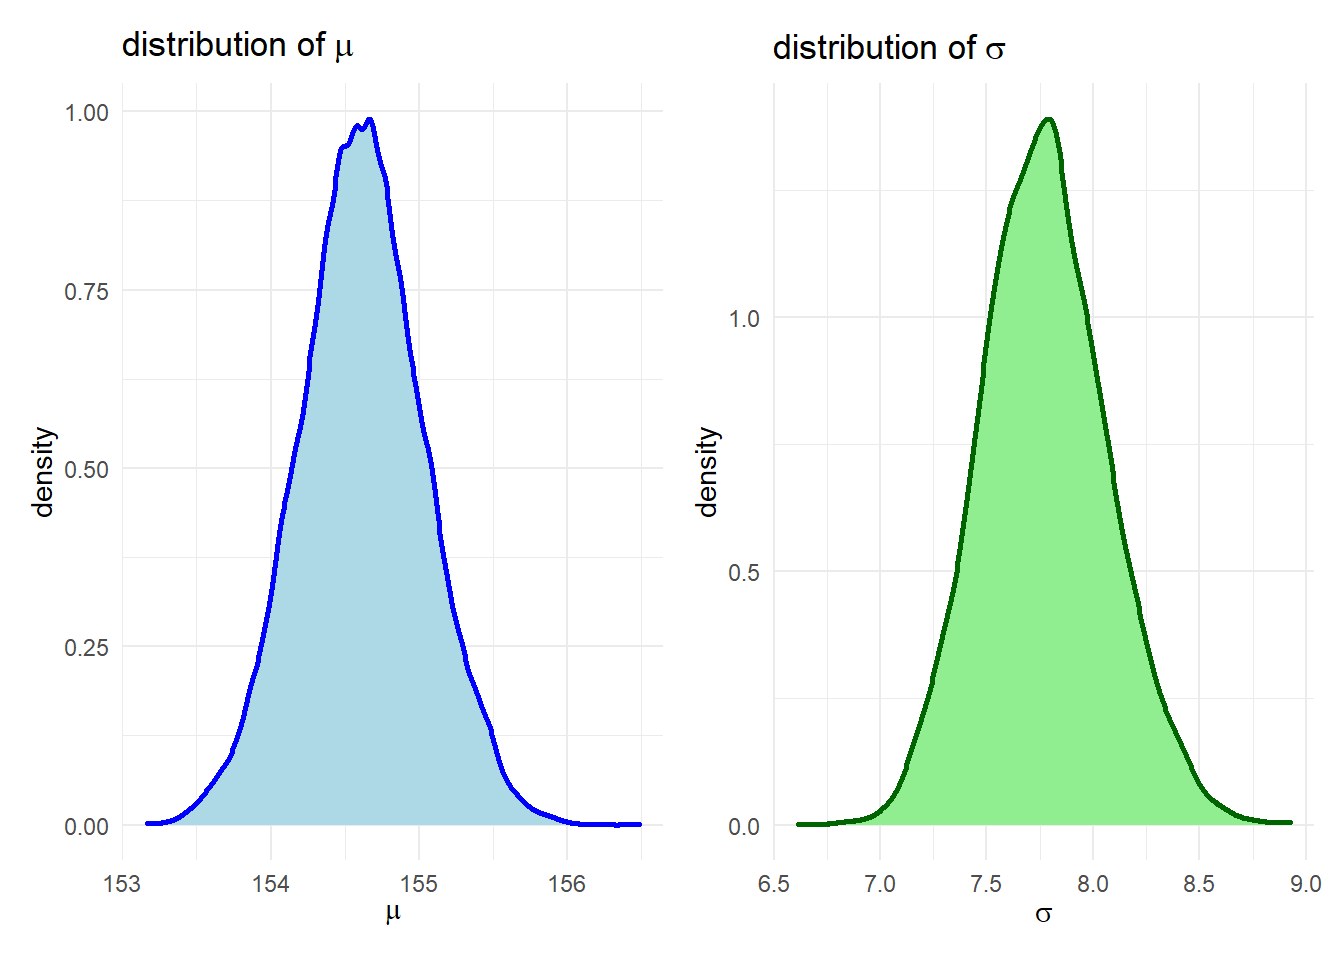 distribution of μ
1.00
0.75
0.50
0.25
0.00
density
153 154 155 156
μ
distribution of σ
1.0
0.5
0.0
density
6.5 7.0 7.5 8.0 8.5 9.0
σ